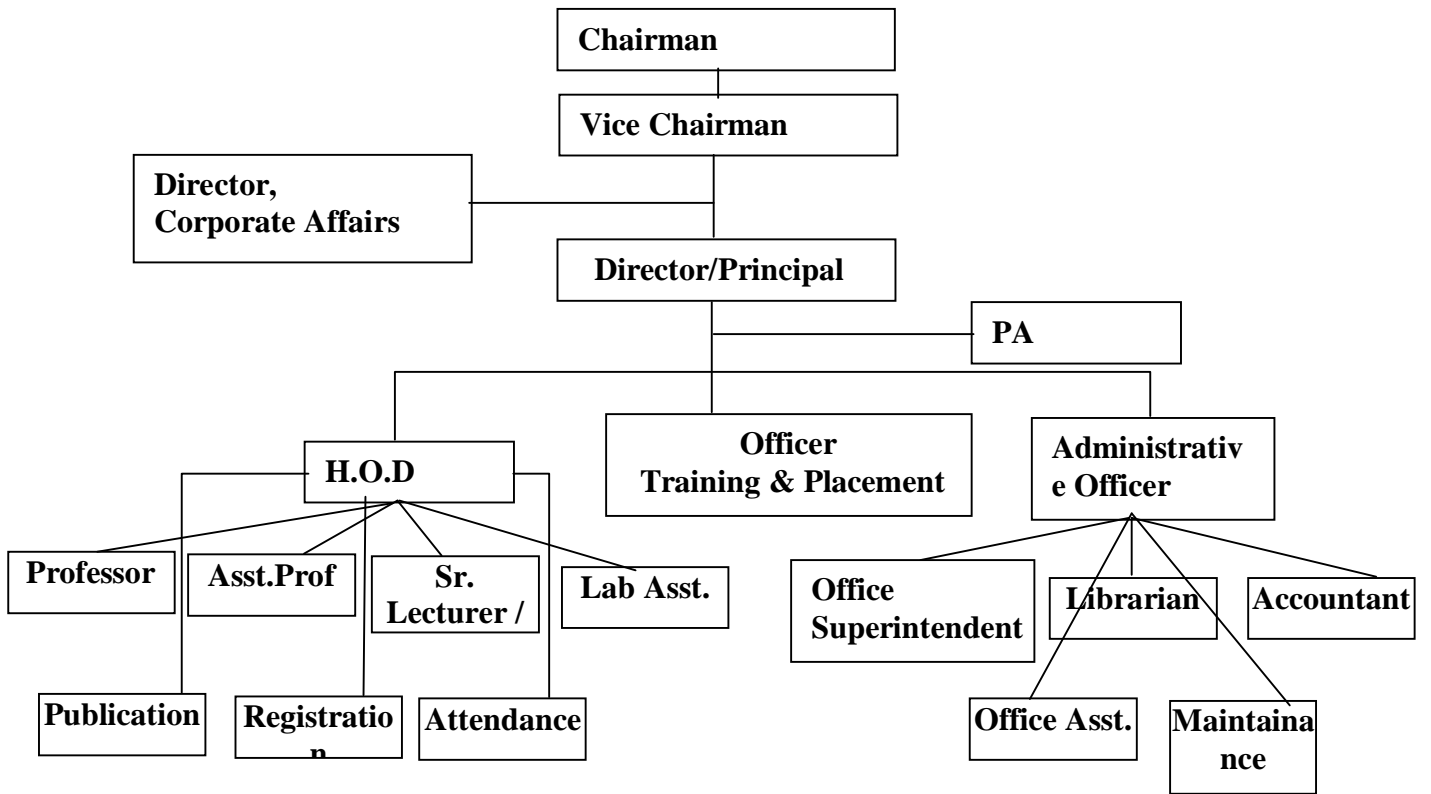 Chairman
Vice Chairman
Director,
Corporate Affairs
Director/Principal
PA
Officer
Training & Placement
Administrativ
e Officer
H.O.D
Professor
Asst.Prof
Sr.
Lecturer /
Lab Asst.
Office
Superintendent
Librarian
Accountant
Publication
Registratio
n
Attendance
Office Asst.
Maintaina
nce